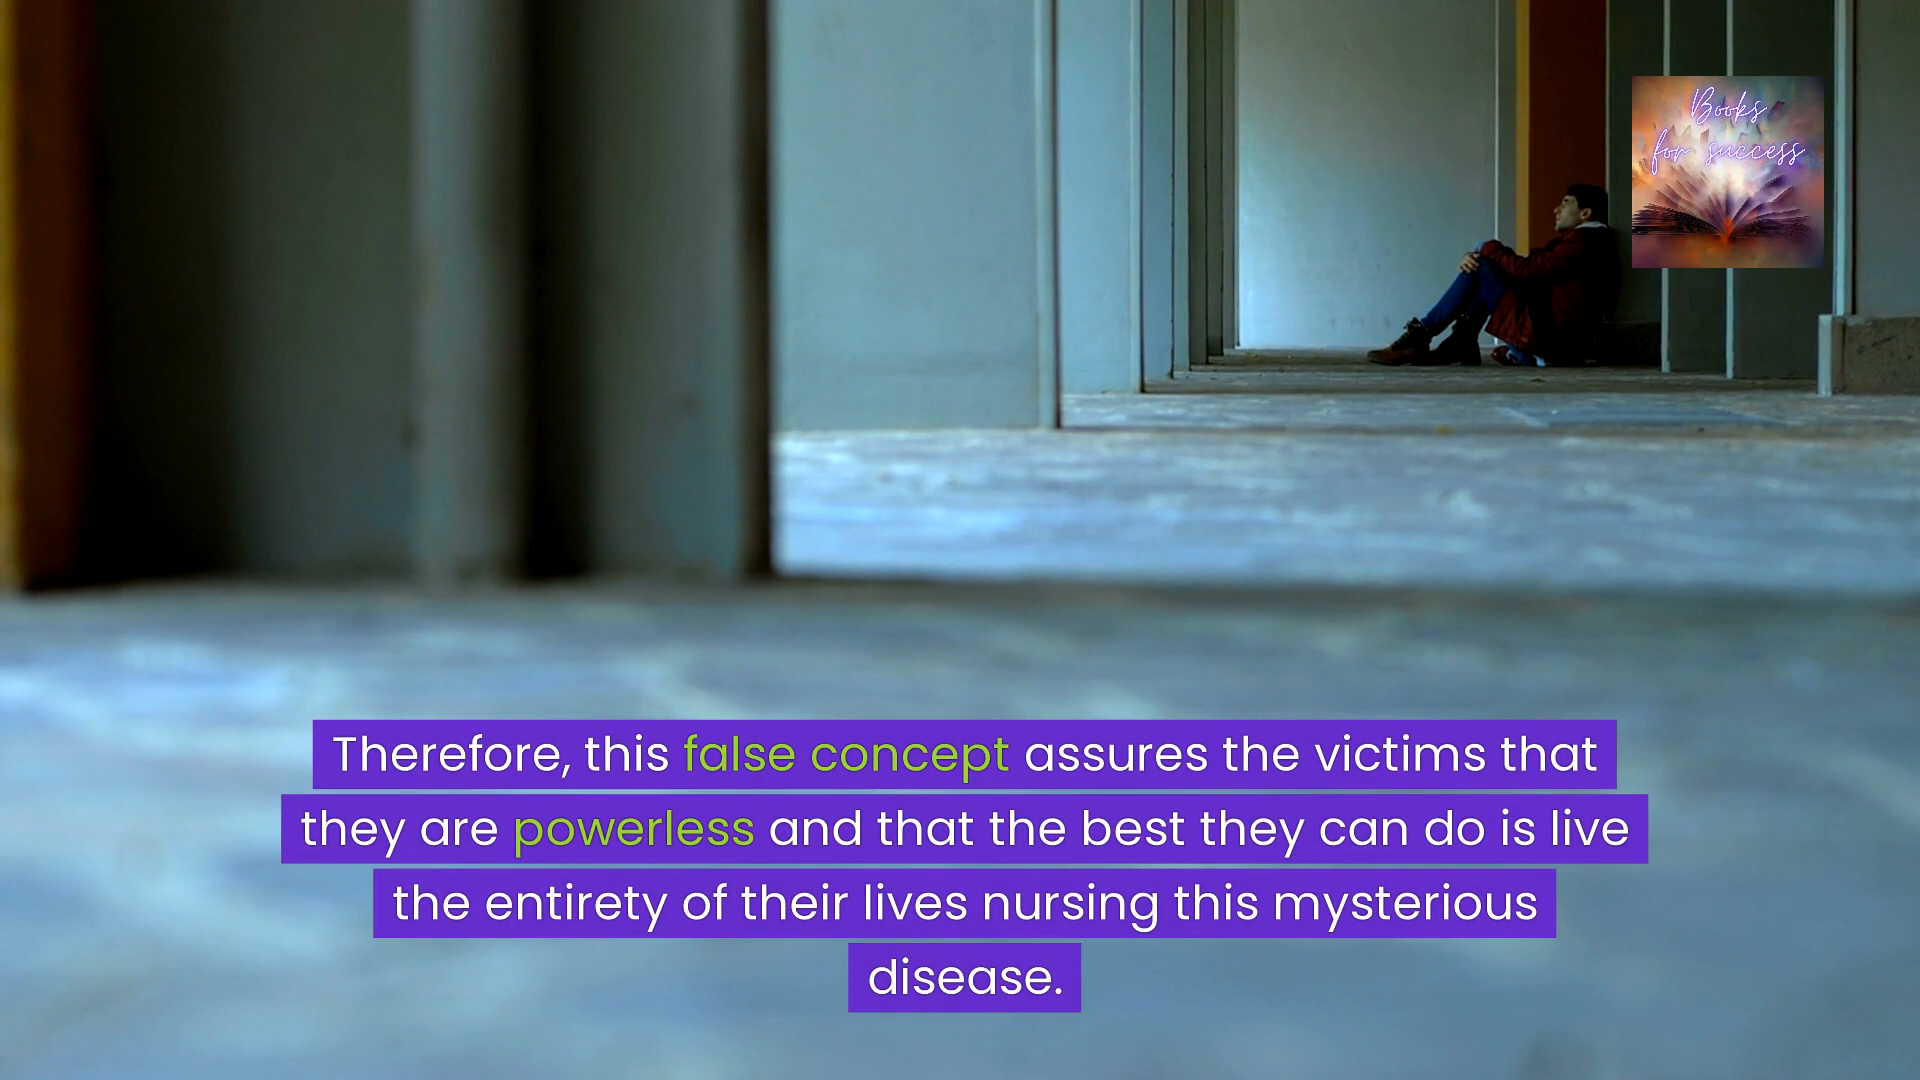 Books
for success
Therefore, this false concept assures the victims that
they are powerless and that the best they can do is live
the entirety of their lives nursing this mysterious
disease.